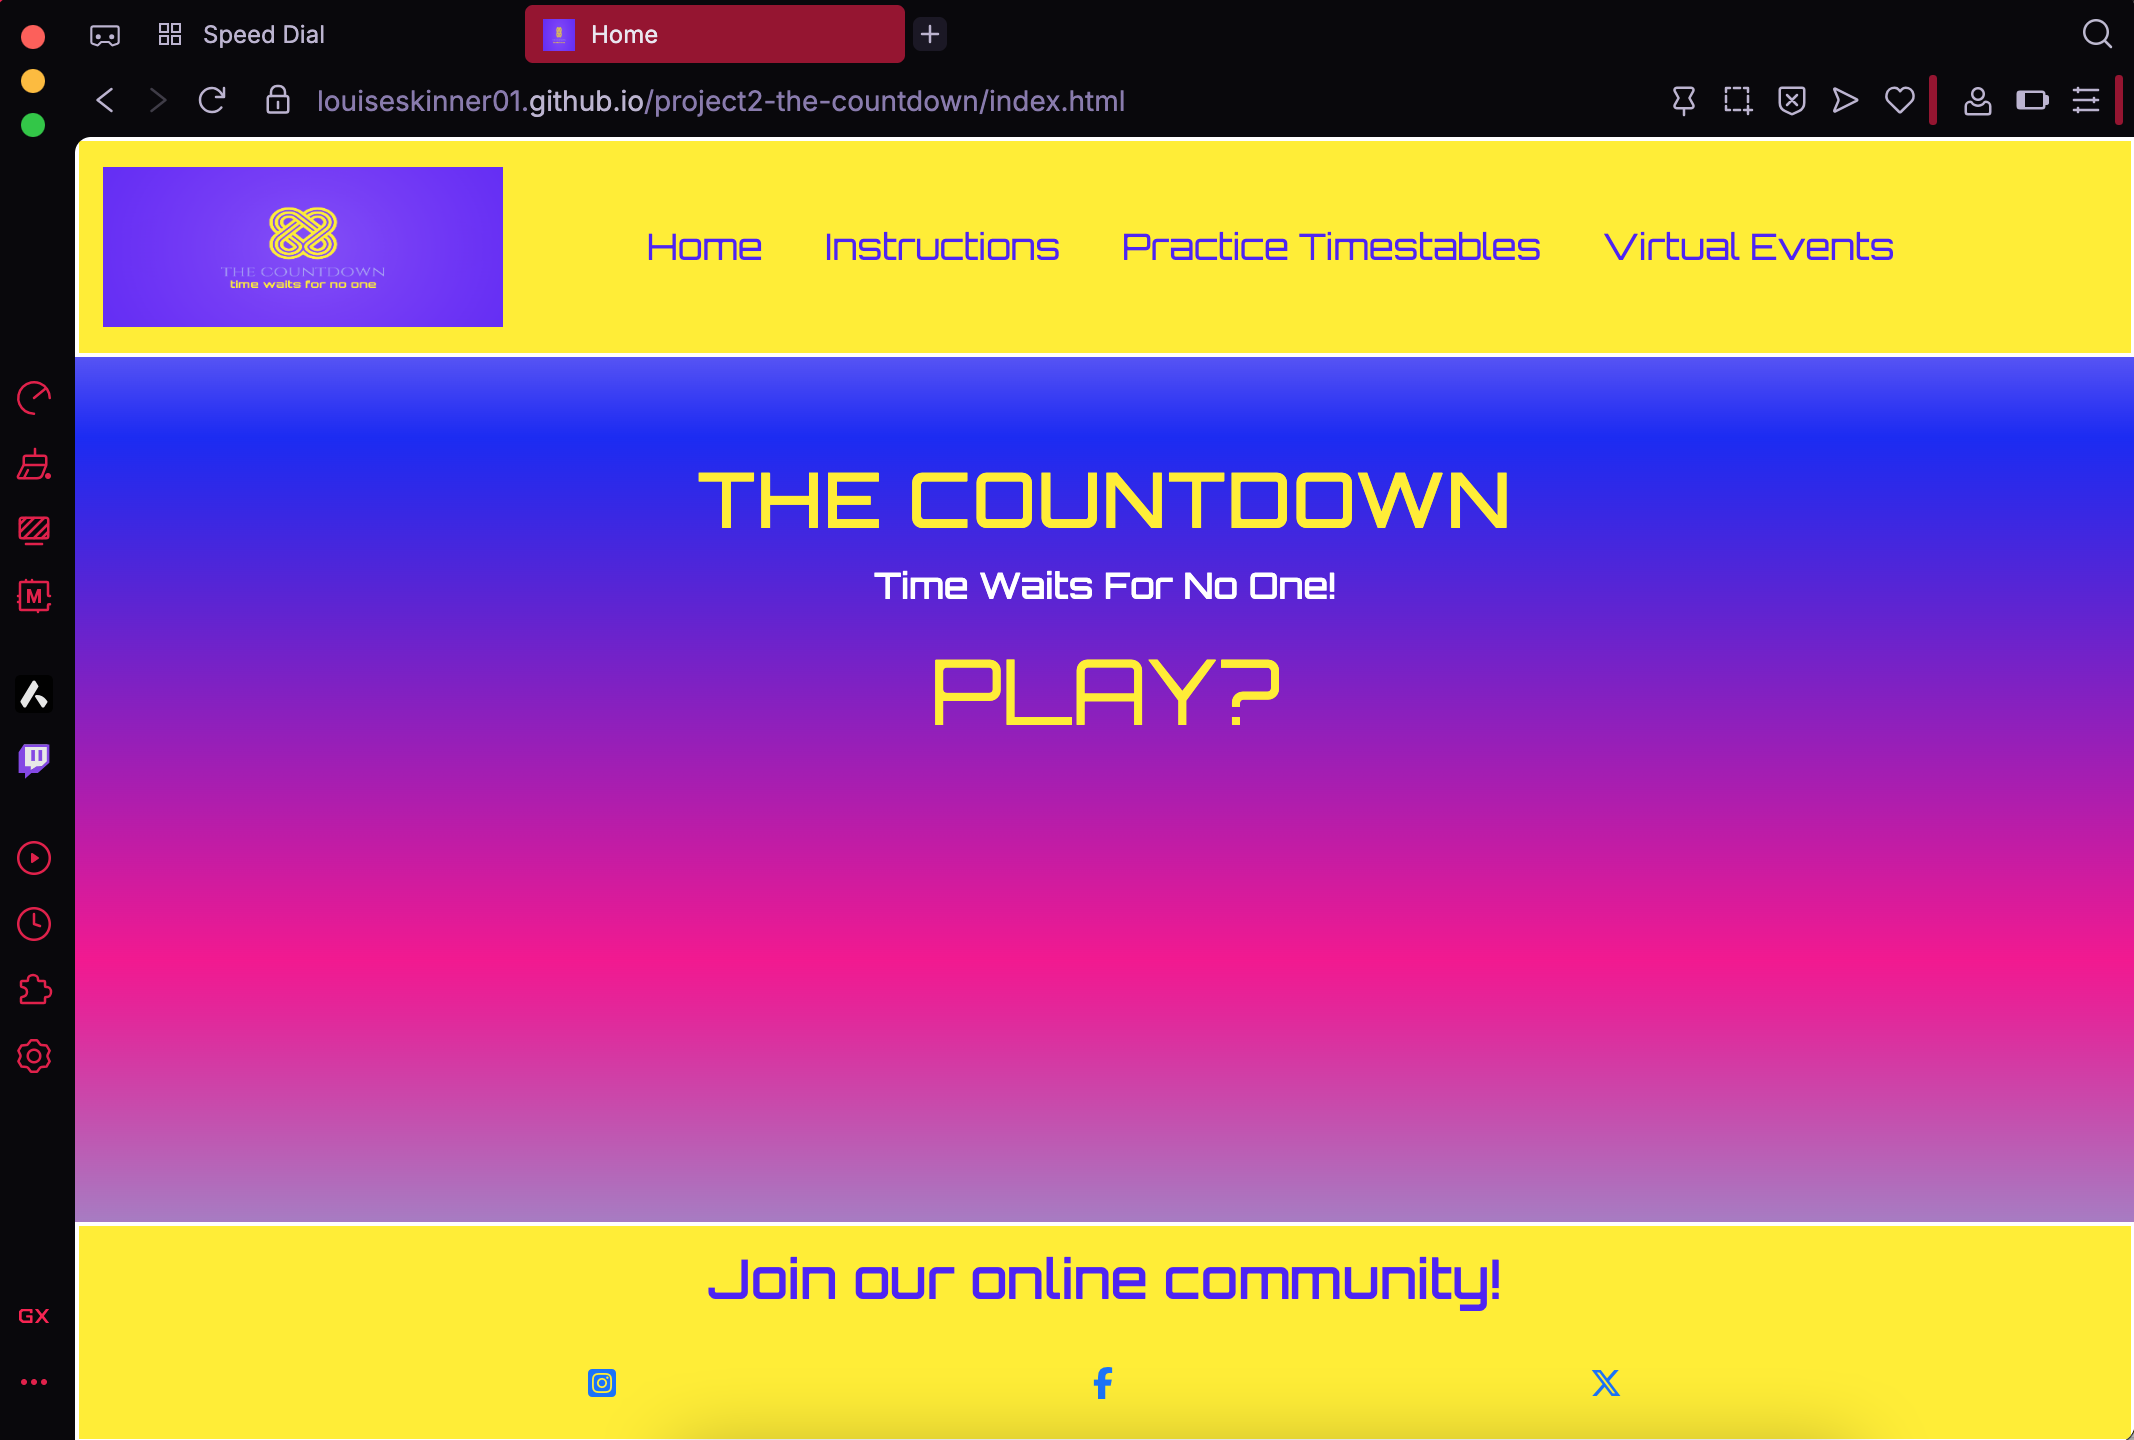 Speed Dial
Home
louiseskinner01.github.io/project2-the-countdown/index.html
THE COUNTDOWN
time waits for no one
Home Instructions Practice Timestables Virtual Events
THE COUNTDOWN
Time Waits For No One!
PLAY?
M
GX
Join our online community!